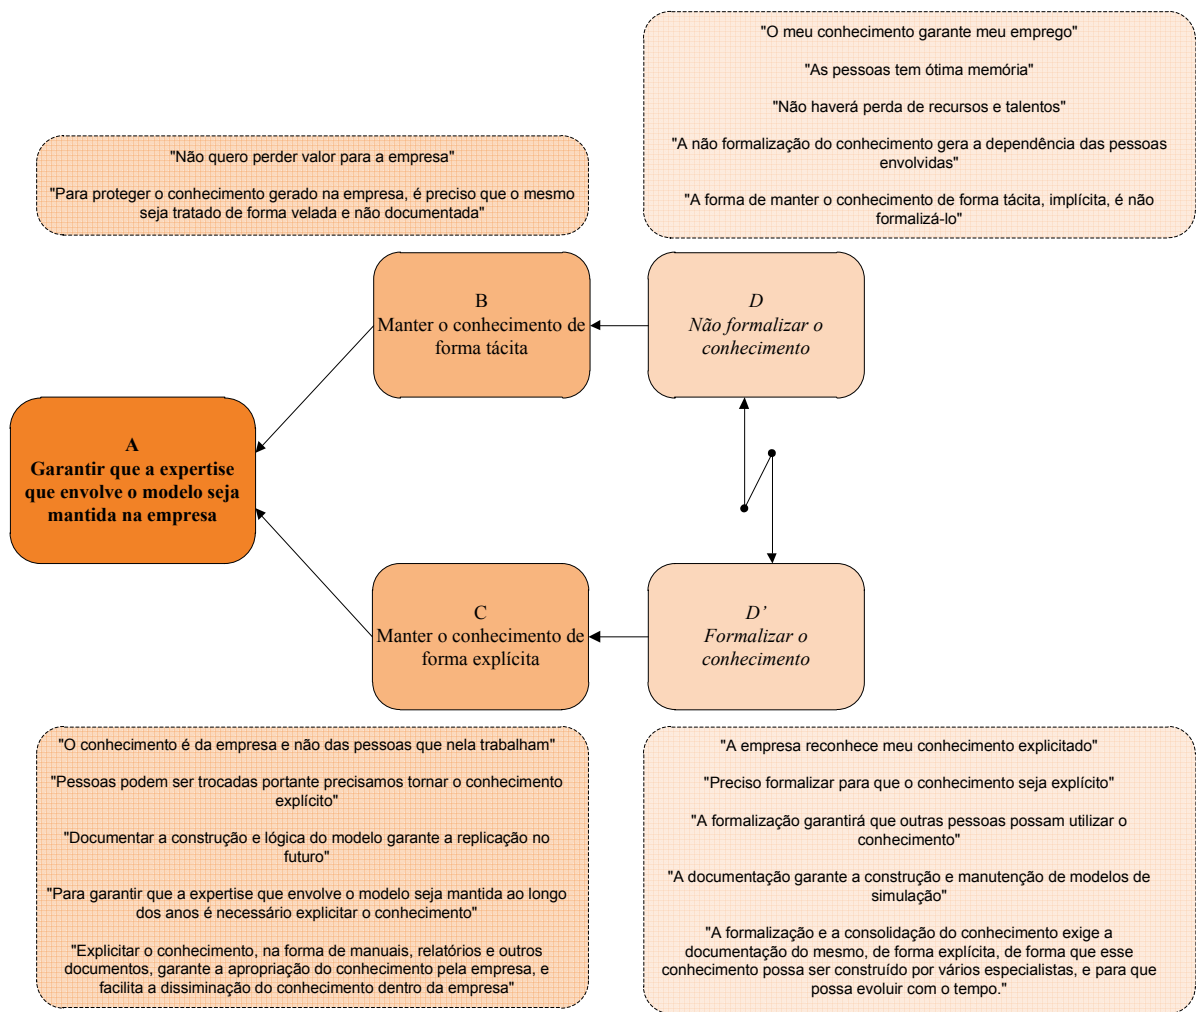 "O meu conhecimento garante meu emprego"
"As pessoas tem ótima memória"
"Não haverá perda de recursos e talentos"
"A não formalização do conhecimento gera a dependência das pessoas
envolvidas"
"A forma de manter o conhecimento de forma tácita, implícita, é não
formalizá-lo"
"Não quero perder valor para a empresa"
"Para proteger o conhecimento gerado na empresa, é preciso que o mesmo
seja tratado de forma velada e não documentada"
B
Manter o conhecimento de
forma tácita
D
Não formalizar o
conhecimento
A
Garantir que a expertise
que envolve o modelo seja
mantida na empresa
C
Manter o conhecimento de
forma explícita
D’
Formalizar o
conhecimento
"O conhecimento é da empresa e não das pessoas que nela trabalham"
"Pessoas podem ser trocadas portante precisamos tornar o conhecimento
explícito"
"Documentar a construção e lógica do modelo garante a replicação no
futuro"
"Para garantir que a expertise que envolve o modelo seja mantida ao longo
dos anos é necessário explicitar o conhecimento"
"Explicitar o conhecimento, na forma de manuais, relatórios e outros
documentos, garante a apropriação do conhecimento pela empresa, e
facilita a dissiminação do conhecimento dentro da empresa"
"A empresa reconhece meu conhecimento explicitado"
"Preciso formalizar para que o conhecimento seja explícito"
"A formalização garantirá que outras pessoas possam utilizar o
conhecimento"
"A documentação garante a construção e manutenção de modelos de
simulação"
"A formalização e a consolidação do conhecimento exige a
documentação do mesmo, de forma explícita, de forma que esse
conhecimento possa ser construído por vários especialistas, e para que
possa evoluir com o tempo."